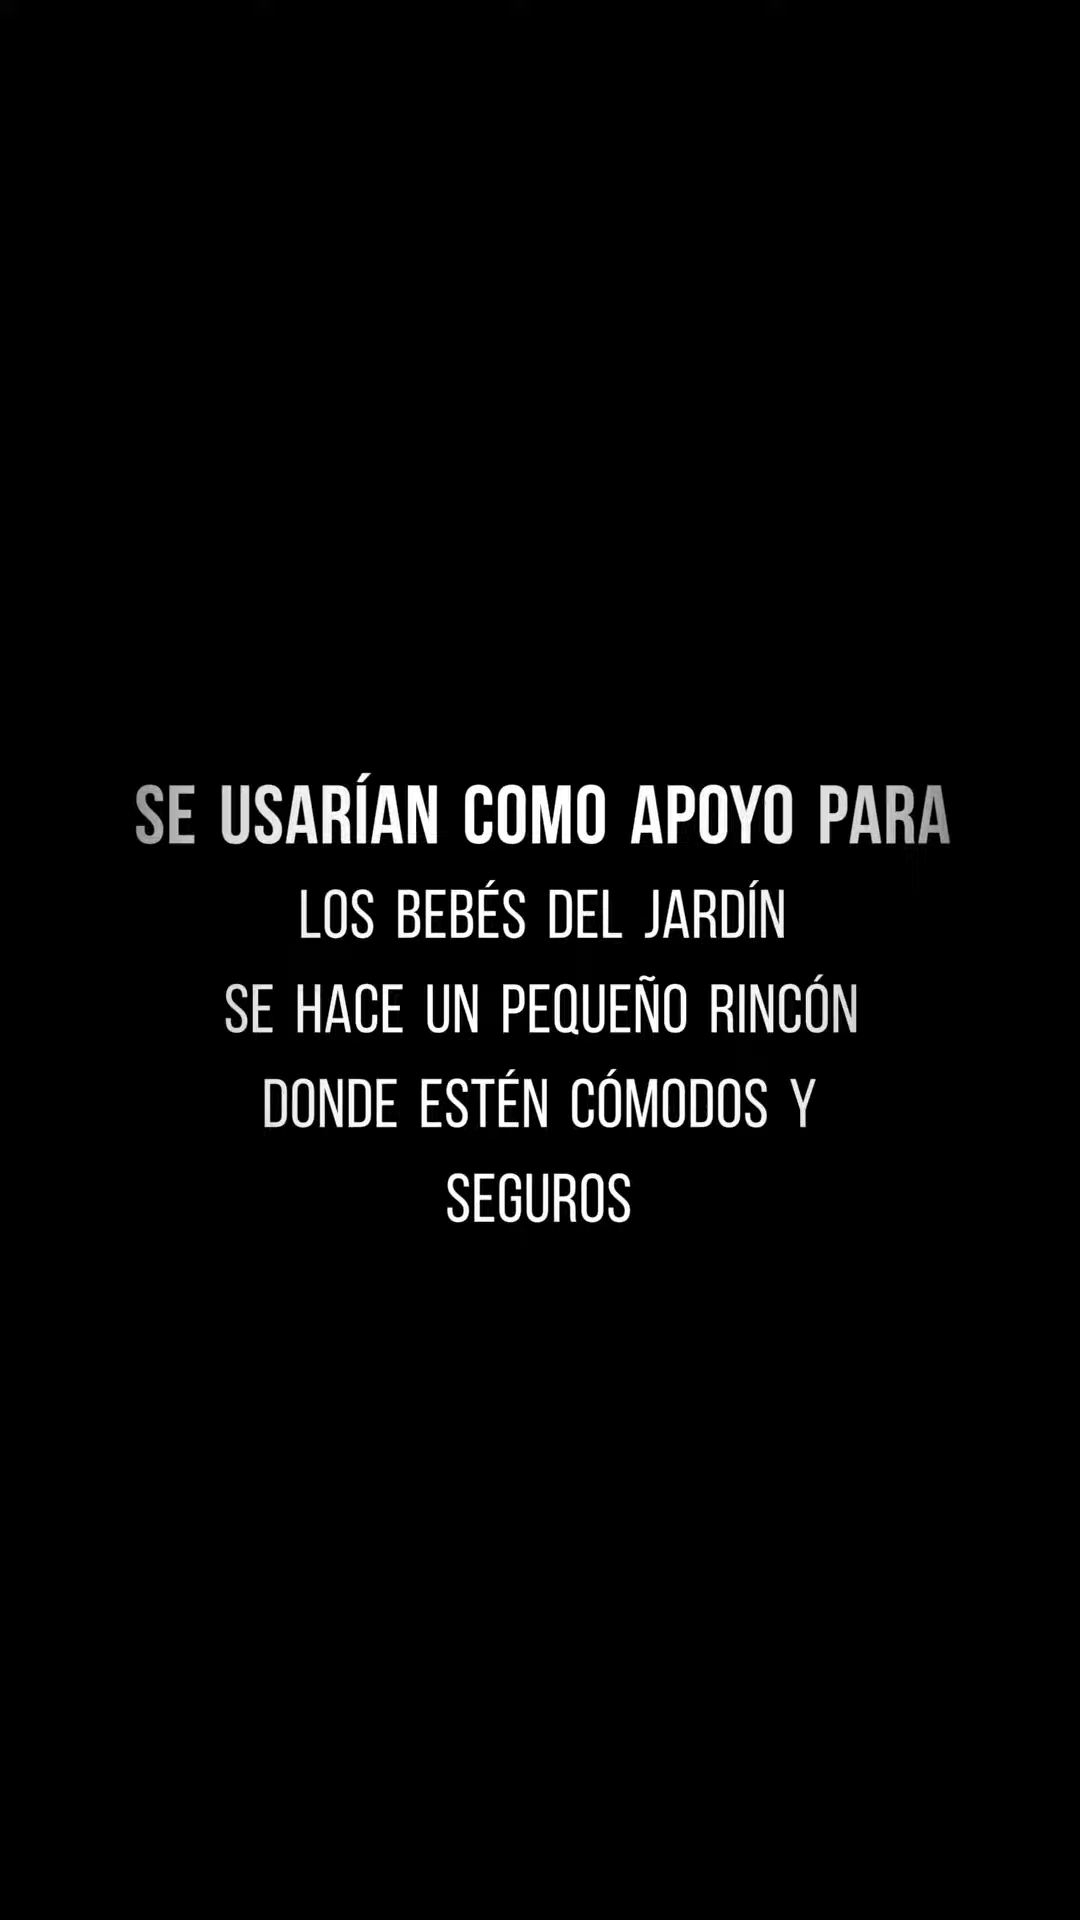 SE USARÍAN COMO APOYO PARA
LOS BEBÉS DEL JARDÍN
SE HACE UN PEQUEÑO RINCÓN
DONDE ESTÉN CÓMODOS Y
SEGUROS